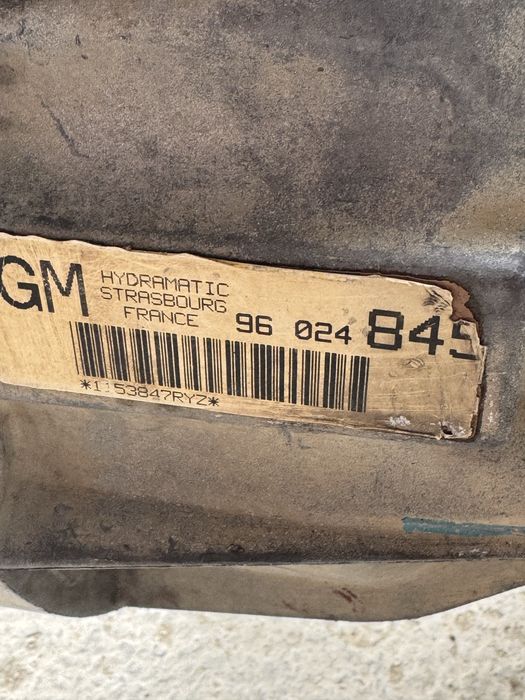 GM HYDRAMATIC
STRASBOURG
FRANCE 96 024 845
*1153847RYZ*